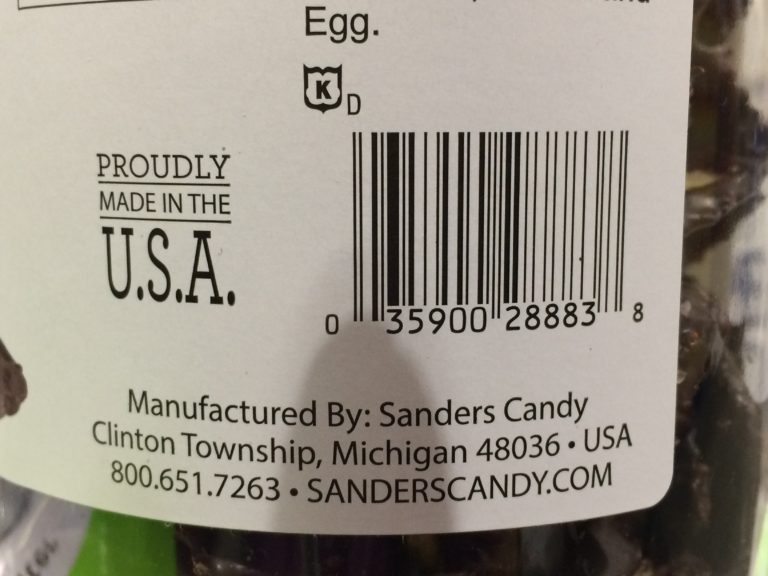 Egg.
K D
PROUDLY
MADE IN THE
U.S.A.
0 35900 28883 8
Manufactured By: Sanders Candy
Clinton Township, Michigan 48036 • USA
800.651.7263 • SANDERSCANDY.COM